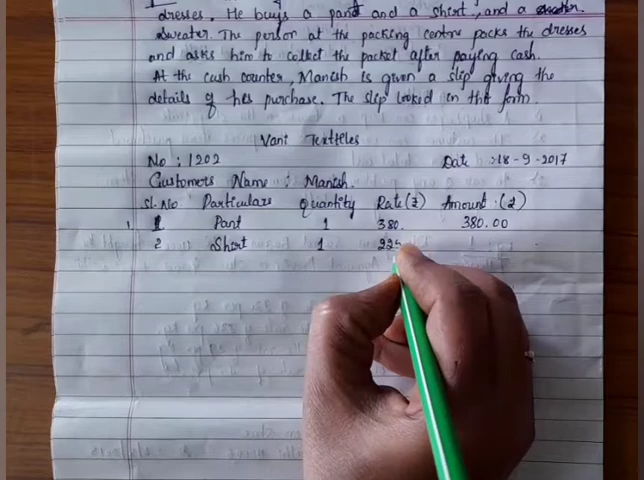 dresses. He buys a pant and a shirt, and a
sweater. The person at the packing centre packs the dresses
and asks him to collect the packet after paying cash.
At the cash counter, Manish is given a slip giving the
details of his purchase. The slip looked in this form.
Vani Textiles
No : 1202 Date :18-9-2017
Customers Name : Manish.
Sl.No Particulars Quantity Rate(₹) Amount:(₹)
1 Pant 1 380. 380.00
2 Shirt 1 225